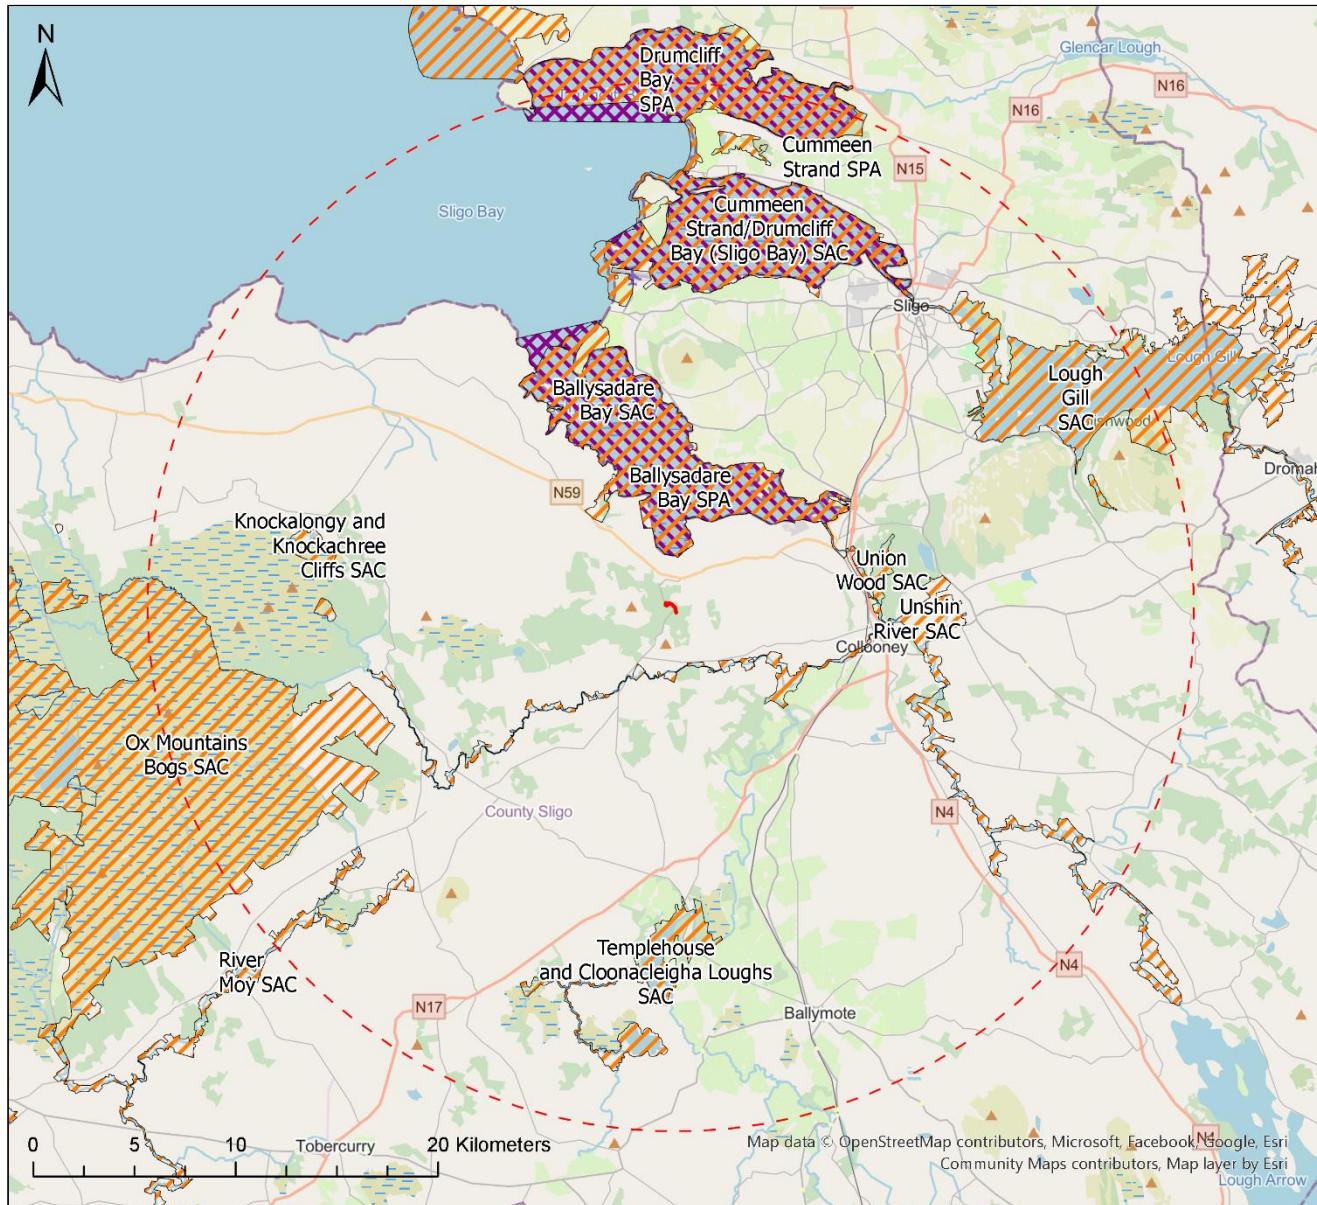 N
Drumcliff
Bay
SPA
Glencar Lough
N16
N16
Cummeen
Strand SPA
N15
Sligo Bay
Cummeen
Strand/Drumcliff
Bay (Sligo Bay) SAC
Sligo
Lough Gill
Lough
Gill
SAC
Ballysadare
Bay SAC
Dromah
Ballysadare
Bay SPA
N59
Knockalongy and
Knockachree
Cliffs SAC
Union
Wood SAC
Unshin
River SAC
Collooney
Ox Mountains
Bogs SAC
County Sligo
N4
River
Moy SAC
Templehouse
and Cloonacleigha Loughs
SAC
N4
N17
Ballymote
0 5 10 20 Kilometers
Tobercurry
Map data © OpenStreetMap contributors, Microsoft, Facebook, Google, Esri
Community Maps contributors, Map layer by Esri
N4
Lough Arrow